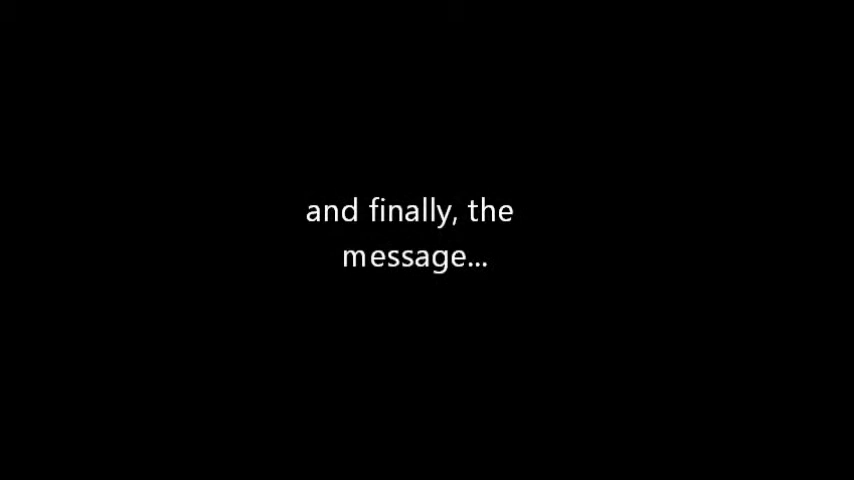 and finally, the
message...